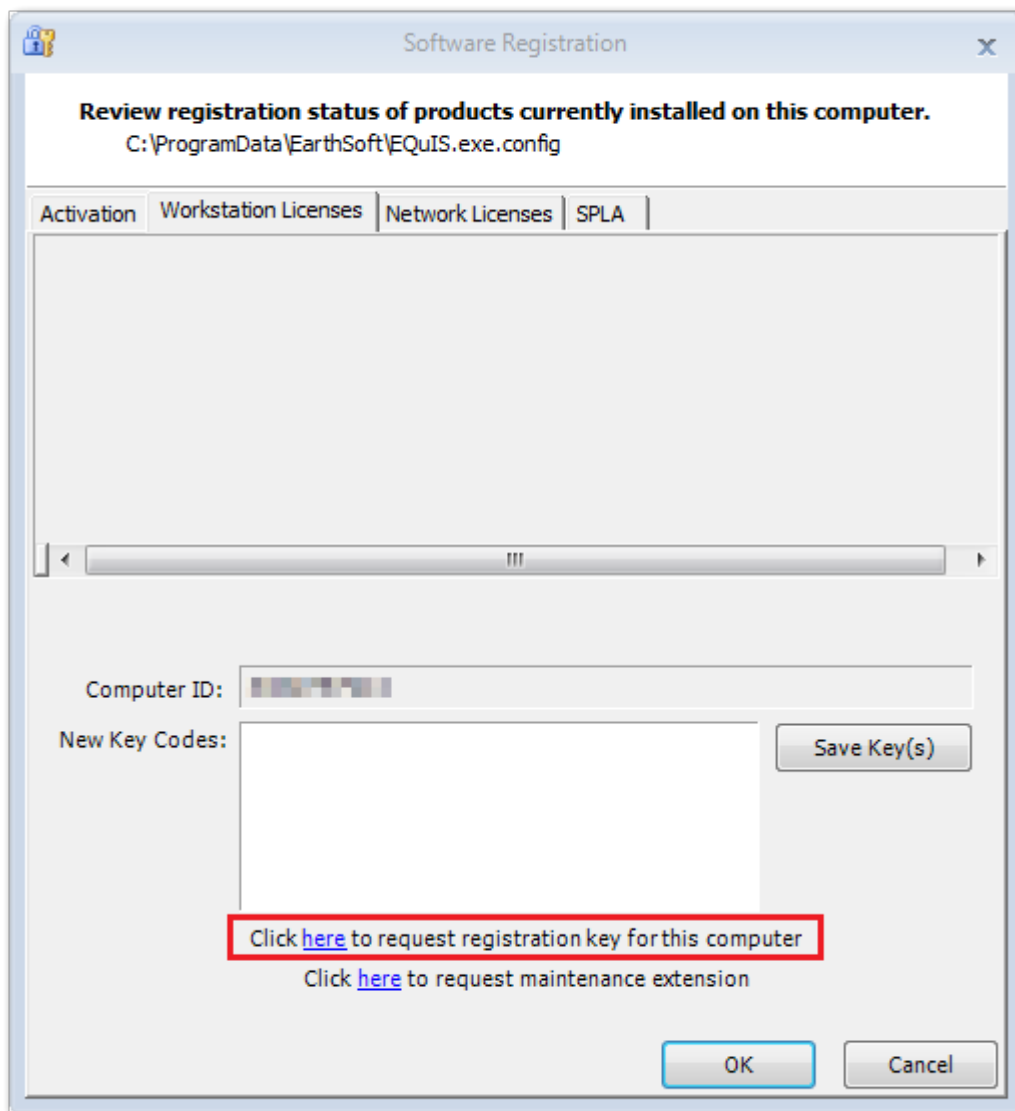 Software Registration
x
Review registration status of products currently installed on this computer.
C:\ProgramData\EarthSoft\EQuIS.exe.config
Activation Workstation Licenses Network Licenses SPLA
Computer ID:
New Key Codes:
Save Key(s)
Click here to request registration key for this computer
Click here to request maintenance extension
OK Cancel